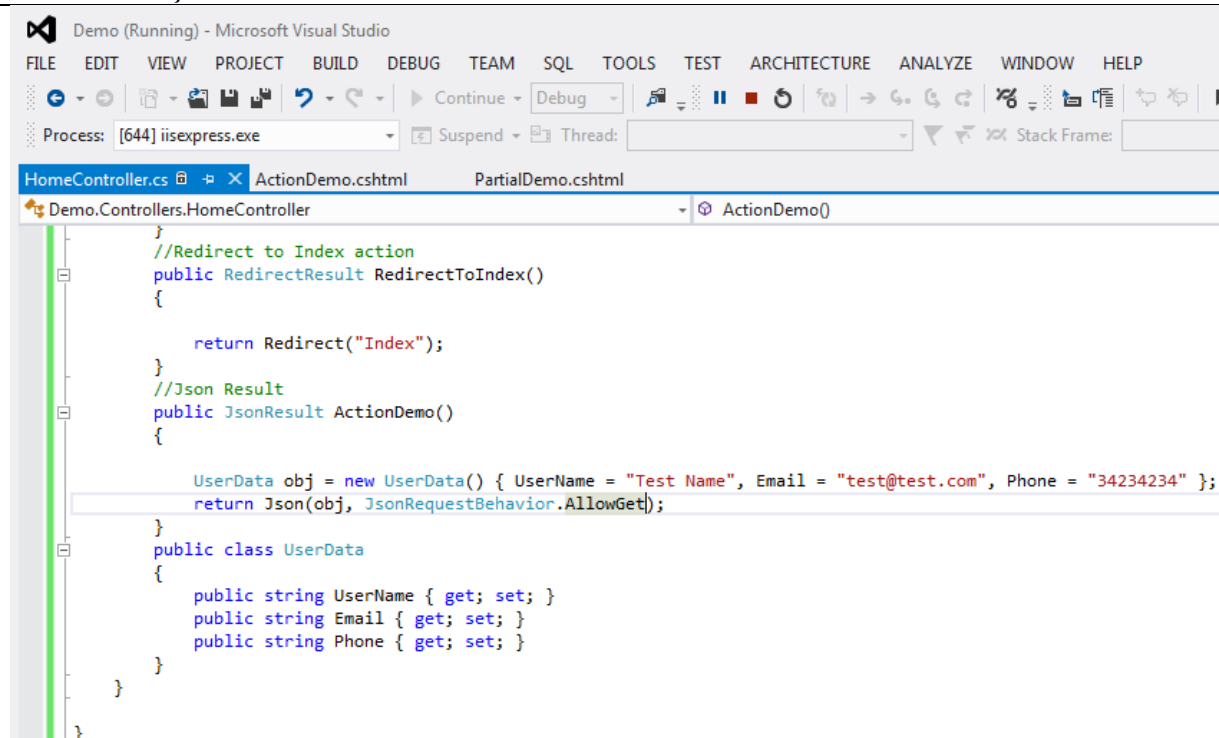 Demo (Running) - Microsoft Visual Studio
FILE EDIT VIEW PROJECT BUILD DEBUG TEAM SQL TOOLS TEST ARCHITECTURE ANALYZE WINDOW HELP
Continue Debug
Process: [644] iisexpress.exe Suspend Thread: Stack Frame:
HomeController.cs ActionDemo.cshtml PartialDemo.cshtml
Demo.Controllers.HomeController ActionDemo()
}
//Redirect to Index action
public RedirectResult RedirectToIndex()
{
return Redirect("Index");
}
//Json Result
public JsonResult ActionDemo()
{
UserData obj = new UserData() { UserName = "Test Name", Email = "test@test.com", Phone = "34234234" };
return Json(obj, JsonRequestBehavior.AllowGet);
}
public class UserData
{
public string UserName { get; set; }
public string Email { get; set; }
public string Phone { get; set; }
}
}
}